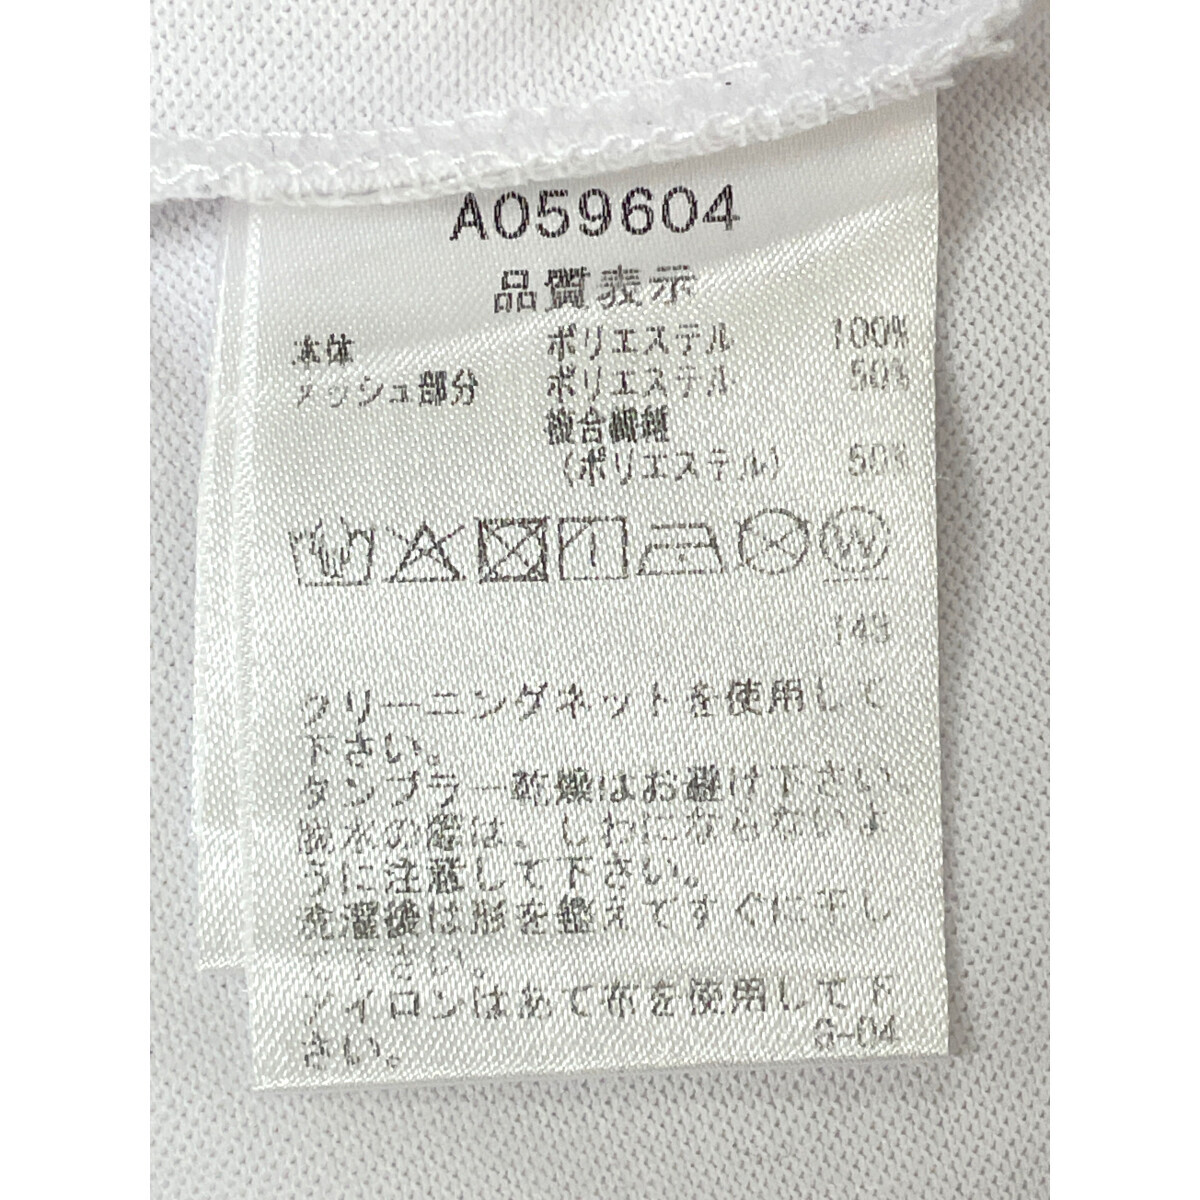 A059604
品質表示
本体 ポリエステル 100%
メッシュ部分 ポリエステル 50%
複合繊維
(ポリエステル) 50%
W
149
クリーニングネットを使用して
下さい。
タンブラー乾燥はお避け下さい。
脱水の際は、しわにならないよ
うに注意して下さい。
洗濯後は形を整えてすぐに干し
て下さい。
アイロンはあて布を使用して下
さい。
6-04